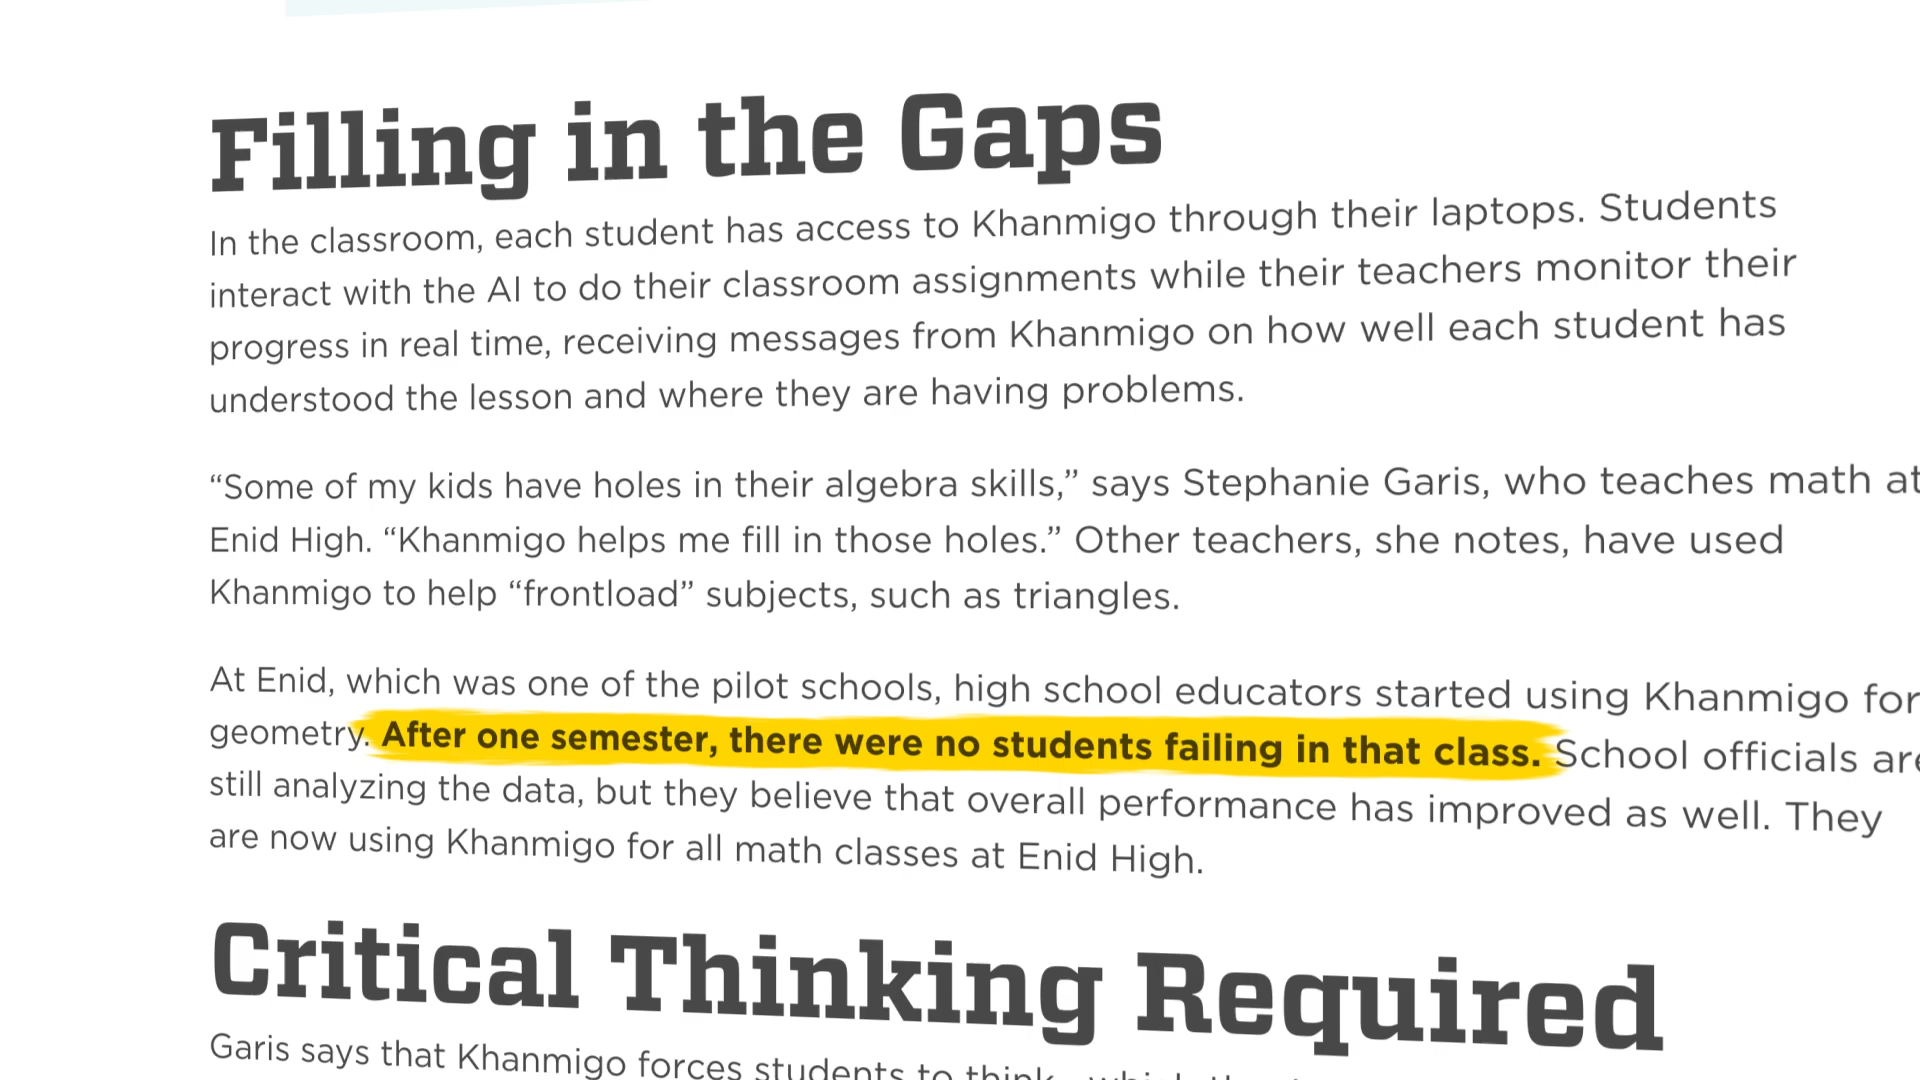 Filling in the Gaps
In the classroom, each student has access to Khanmigo through their laptops. Students
interact with the AI to do their classroom assignments while their teachers monitor their
progress in real time, receiving messages from Khanmigo on how well each student has
understood the lesson and where they are having problems.
“Some of my kids have holes in their algebra skills,” says Stephanie Garis, who teaches math at
Enid High. “Khanmigo helps me fill in those holes.” Other teachers, she notes, have used
Khanmigo to help “frontload” subjects, such as triangles.
At Enid, which was one of the pilot schools, high school educators started using Khanmigo for
geometry. After one semester, there were no students failing in that class. School officials are
still analyzing the data, but they believe that overall performance has improved as well. They
are now using Khanmigo for all math classes at Enid High.
Critical Thinking Required
Garis says that Khanmigo forces students to think